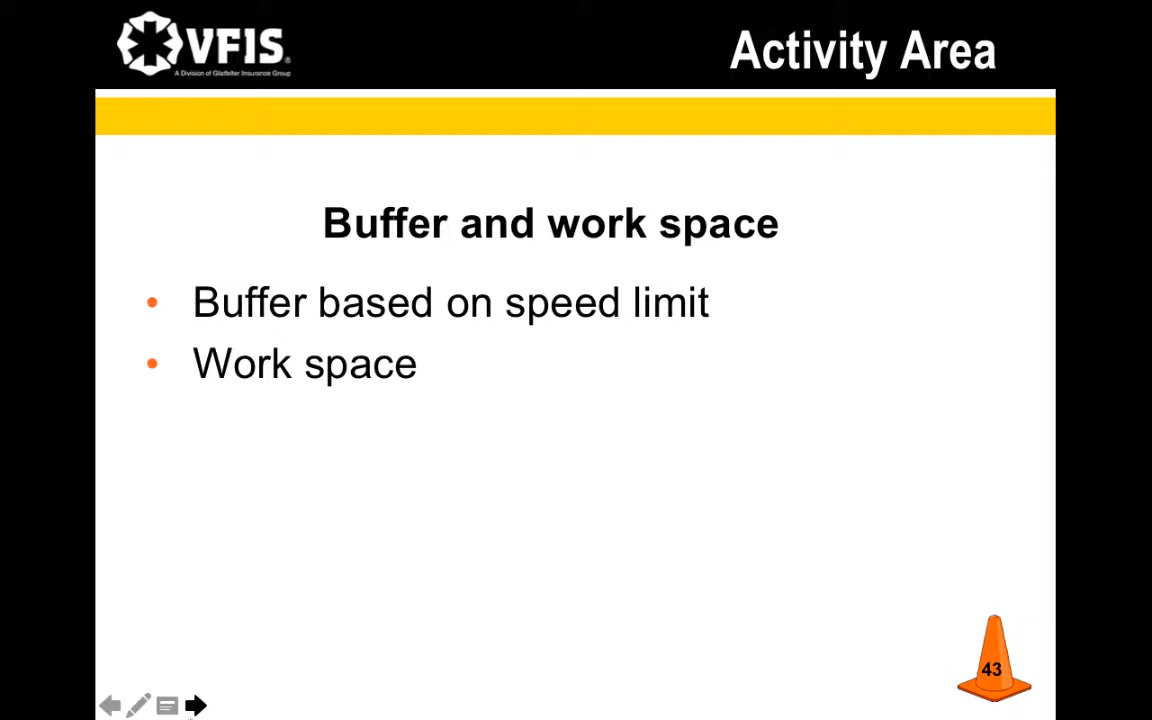 VFIS®
A Division of Glatfelter Insurance Group
Activity Area
Buffer and work space
• Buffer based on speed limit
• Work space
43